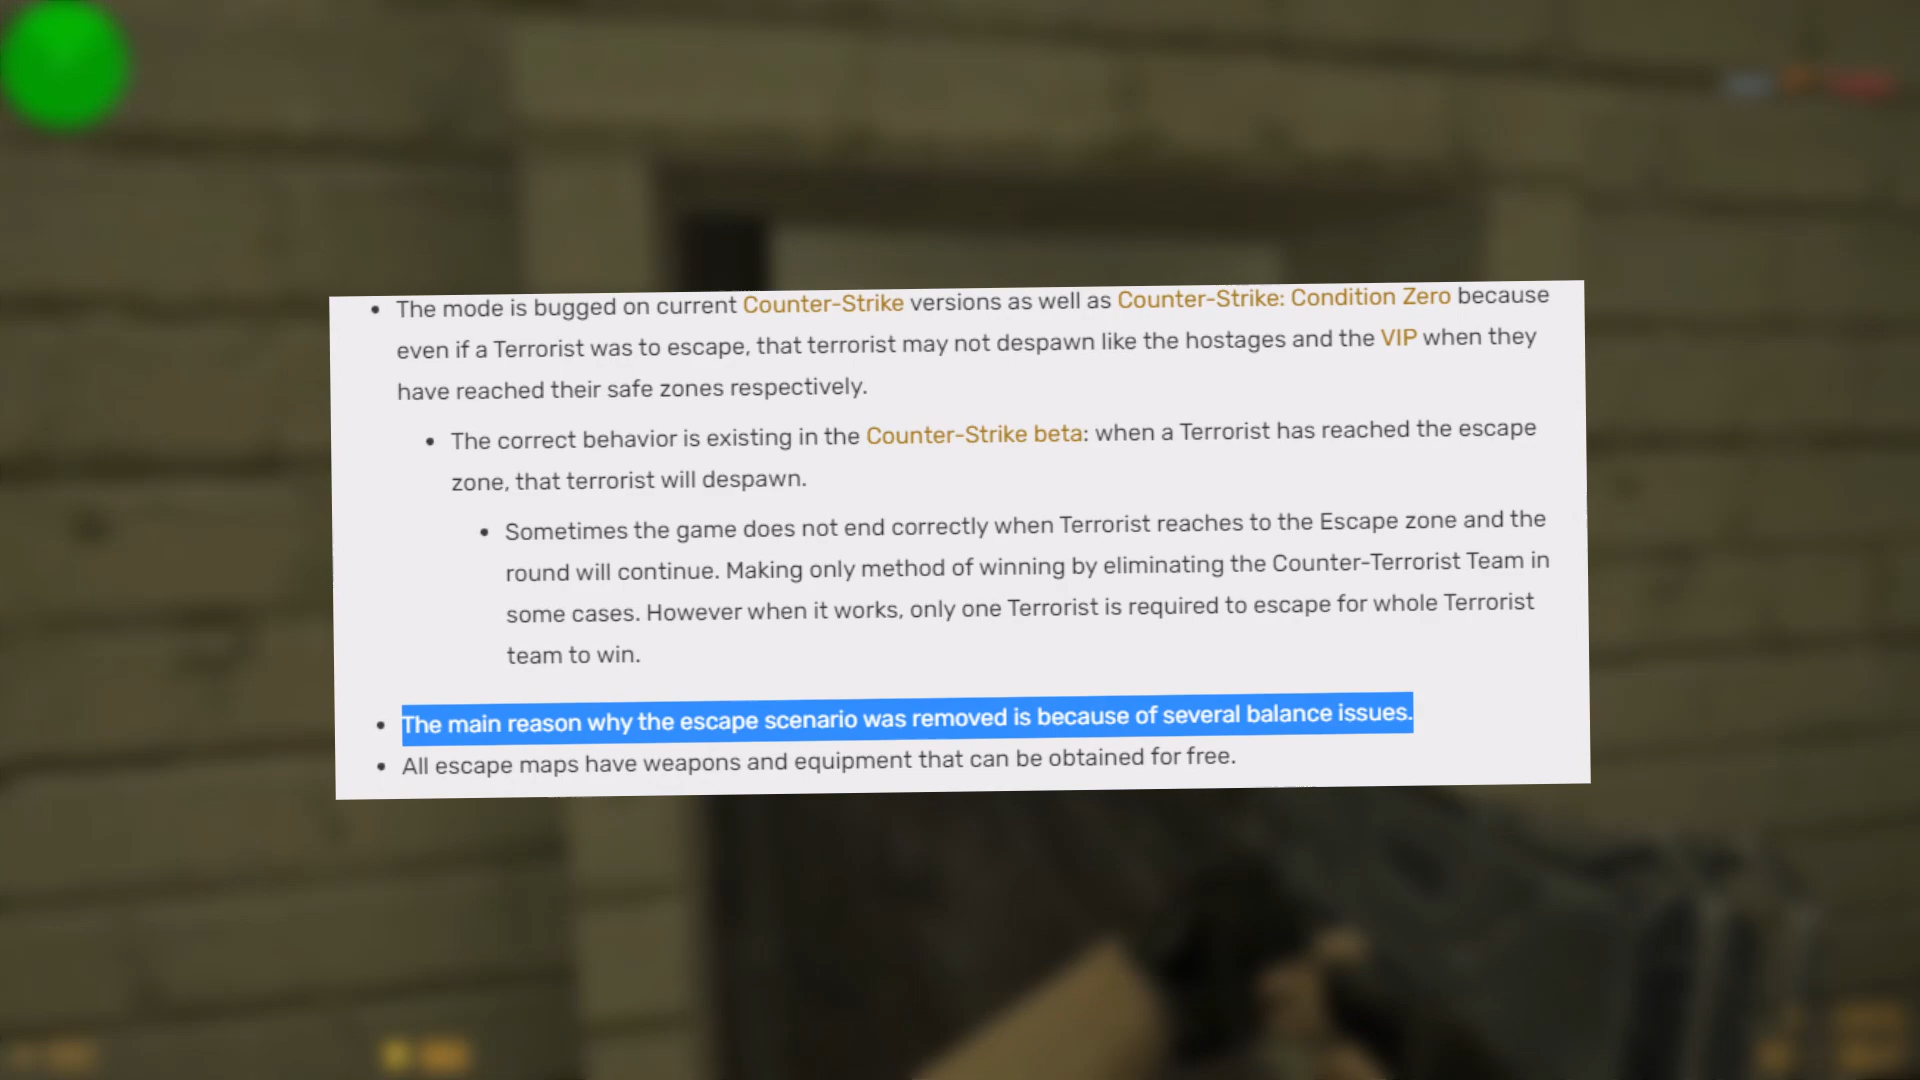 The mode is bugged on current Counter-Strike versions as well as Counter-Strike: Condition Zero because
even if a Terrorist was to escape, that terrorist may not despawn like the hostages and the VIP when they
have reached their safe zones respectively.
The correct behavior is existing in the Counter-Strike beta: when a Terrorist has reached the escape
zone, that terrorist will despawn.
Sometimes the game does not end correctly when Terrorist reaches to the Escape zone and the
round will continue. Making only method of winning by eliminating the Counter-Terrorist Team in
some cases. However when it works, only one Terrorist is required to escape for whole Terrorist
team to win.
The main reason why the escape scenario was removed is because of several balance issues.
All escape maps have weapons and equipment that can be obtained for free.